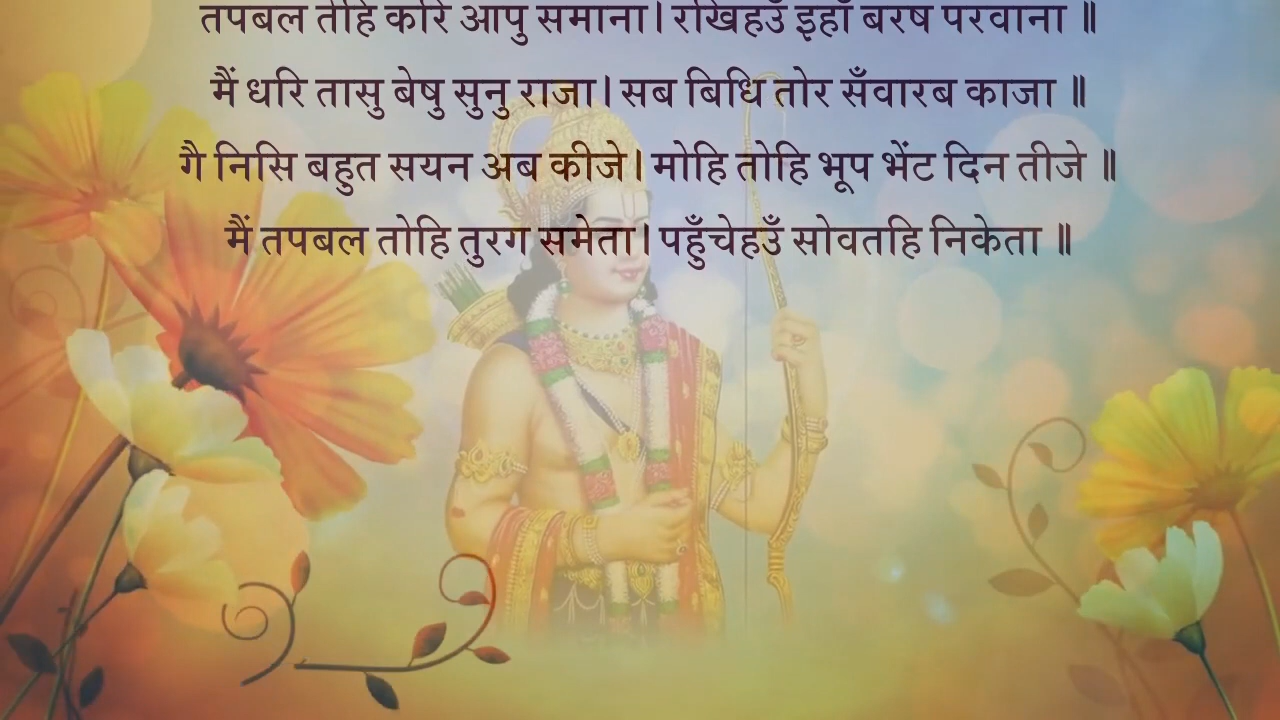 तपबल तेहि करि आपु समाना। रखिहउँ इहाँ बरष परवाना ॥
मैं धरि तासु बेषु सुनु राजा। सब बिधि तोर सँवारब काजा ॥
गै निसि बहुत सयन अब कीजे। मोहि तोहि भूप भेंट दिन तीजे ॥
मैं तपबल तोहि तुरग समेता। पहुँचेहउँ सोवतहि निकेता ॥